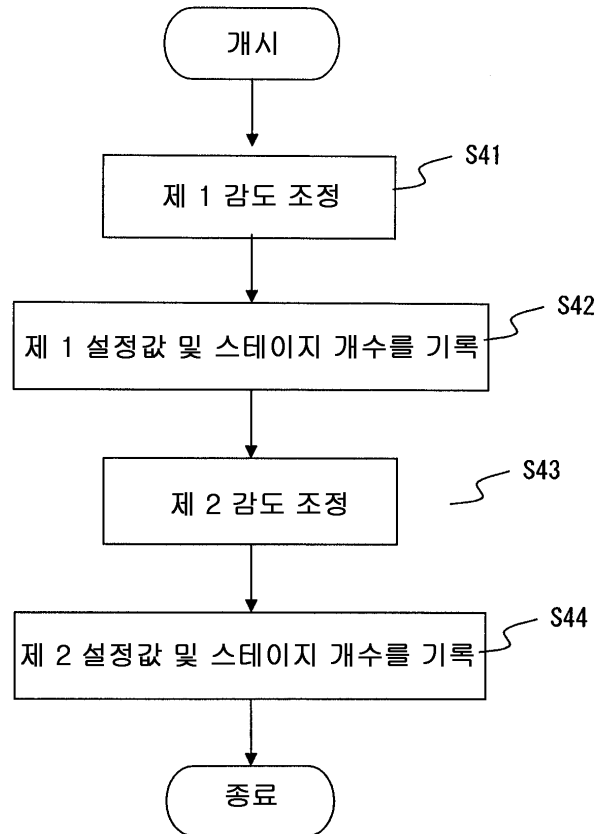 개시
S41
제 1 감도 조정
S42
제 1 설정값 및 스테이지 개수를 기록
S43
제 2 감도 조정
S44
제 2 설정값 및 스테이지 개수를 기록
종료